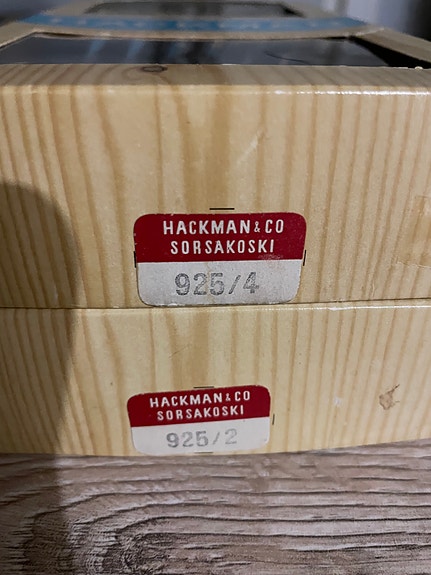 HACKMAN & CO
SORSAKOSKI
925/4
HACKMAN & CO
SORSAKOSKI
925/2